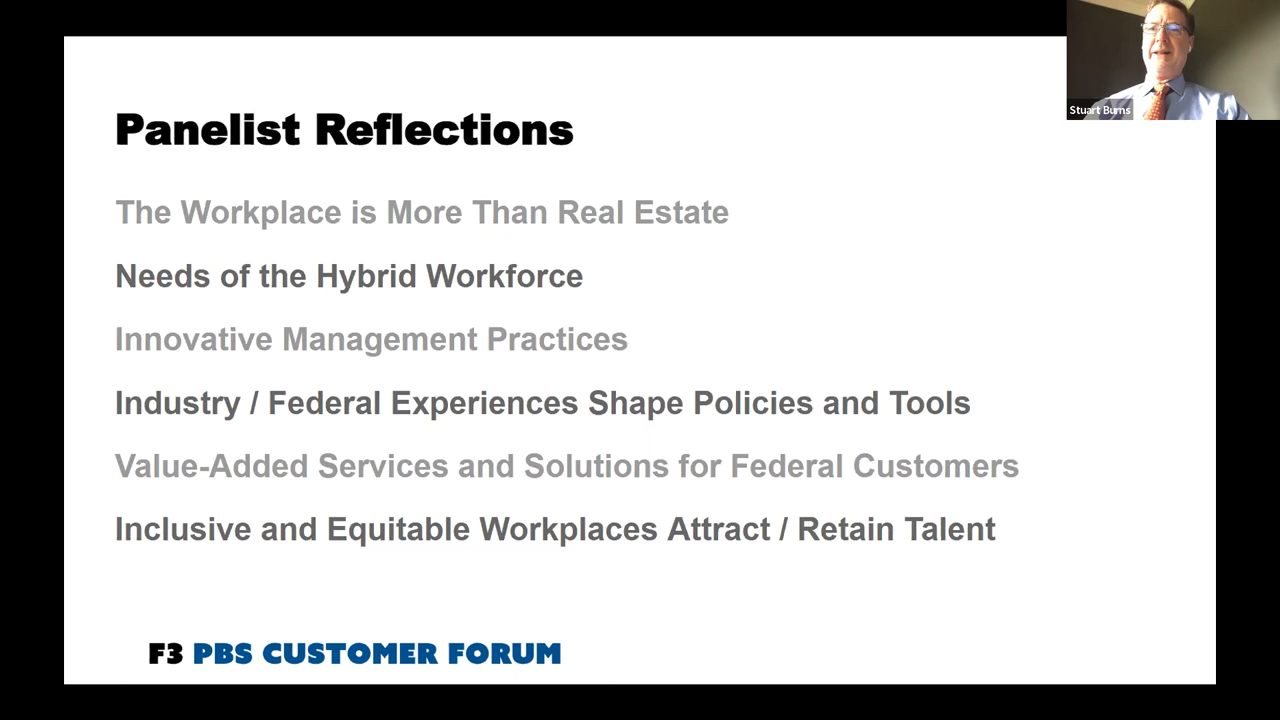 Stuart Burns
Panelist Reflections
The Workplace is More Than Real Estate
Needs of the Hybrid Workforce
Innovative Management Practices
Industry / Federal Experiences Shape Policies and Tools
Value-Added Services and Solutions for Federal Customers
Inclusive and Equitable Workplaces Attract / Retain Talent
F3 PBS CUSTOMER FORUM